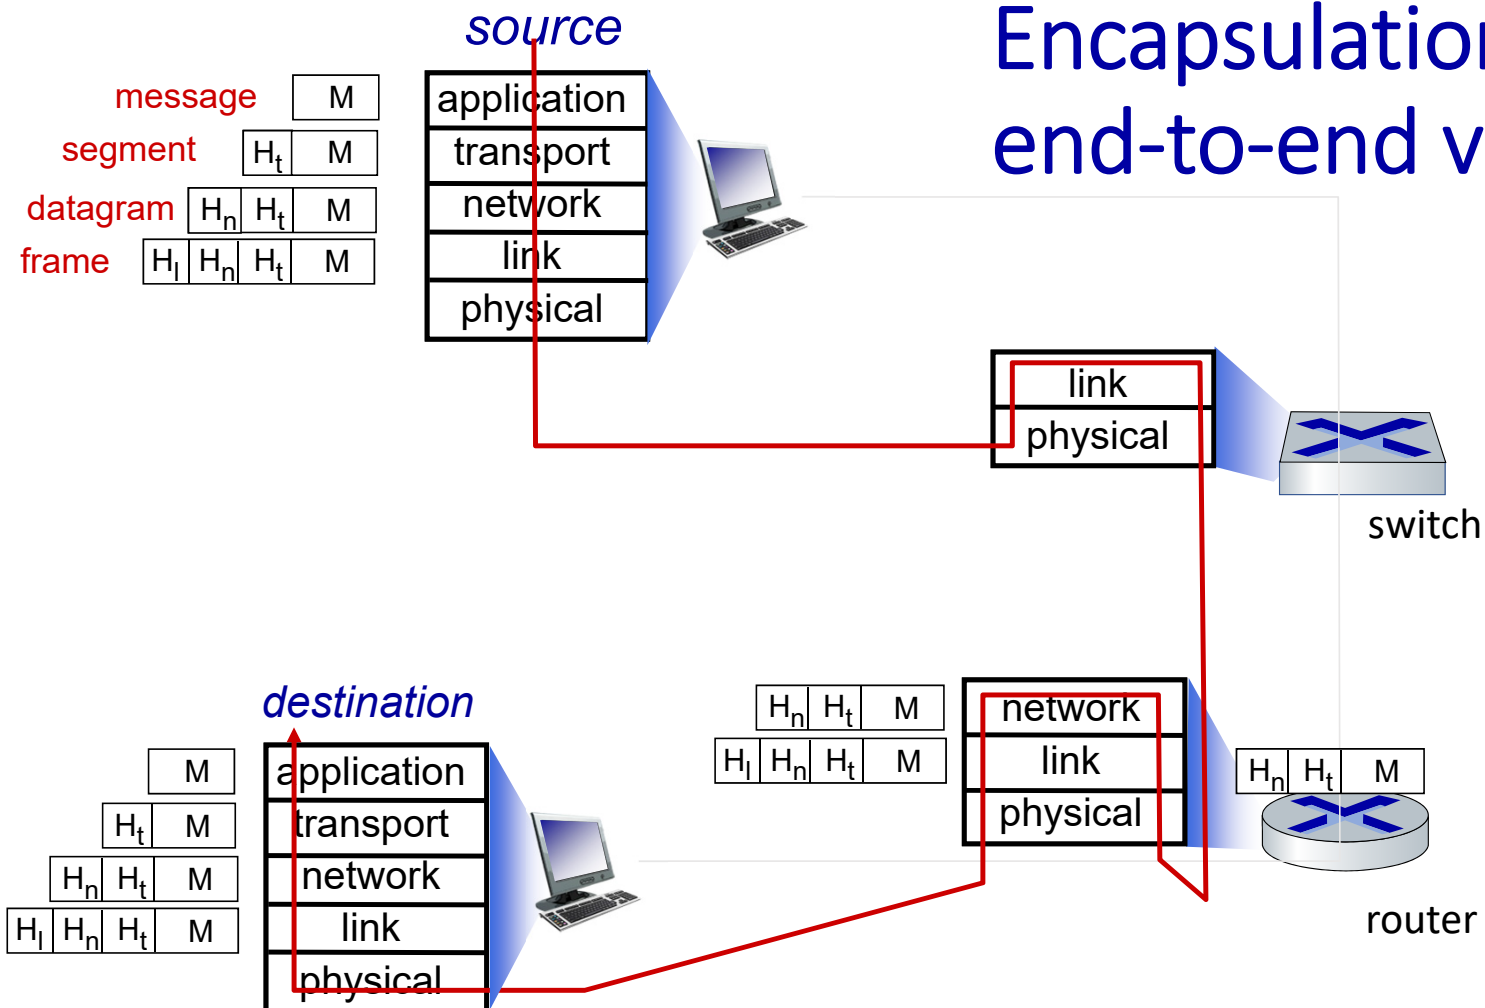 source
Encapsulation
end-to-end v
message M
segment Ht M
datagram Hn Ht M
frame Hl Hn Ht M
application
transport
network
link
physical
link
physical
switch
destination
M
Ht M
Hn Ht M
Hl Hn Ht M
application
transport
network
link
physical
Hn Ht M
Hl Hn Ht M
network
link
physical
Hn Ht M
router